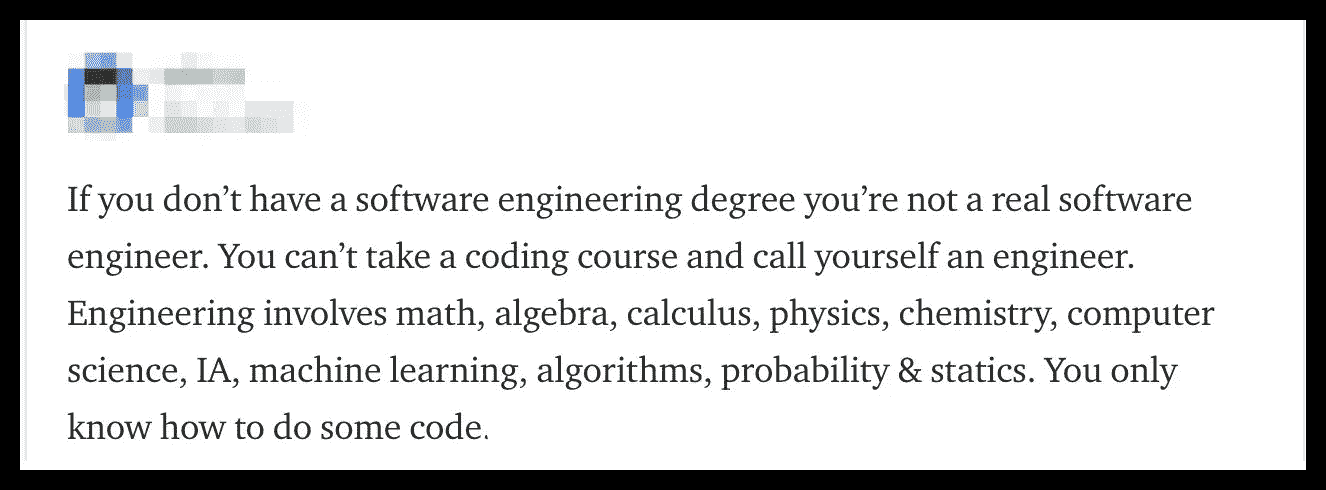 If you don’t have a software engineering degree you’re not a real software
engineer. You can’t take a coding course and call yourself an engineer.
Engineering involves math, algebra, calculus, physics, chemistry, computer
science, IA, machine learning, algorithms, probability & statics. You only
know how to do some code.